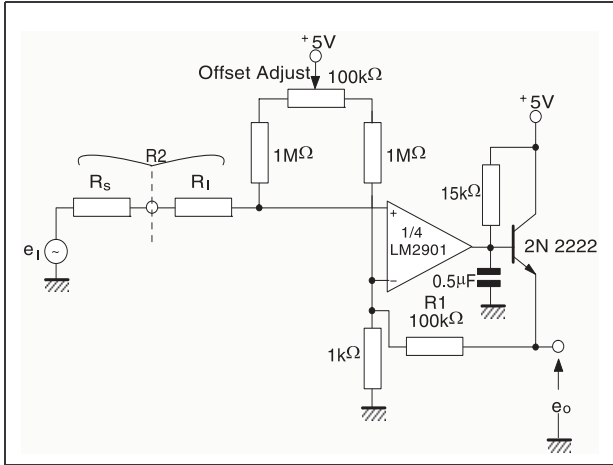 +5V
Offset Adjust
100kΩ
+5V
1MΩ
1MΩ
R2
Rs
RI
15kΩ
+
1/4
LM2901
2N 2222
eI
~
−
0.5µF
R1
100kΩ
1kΩ
eo